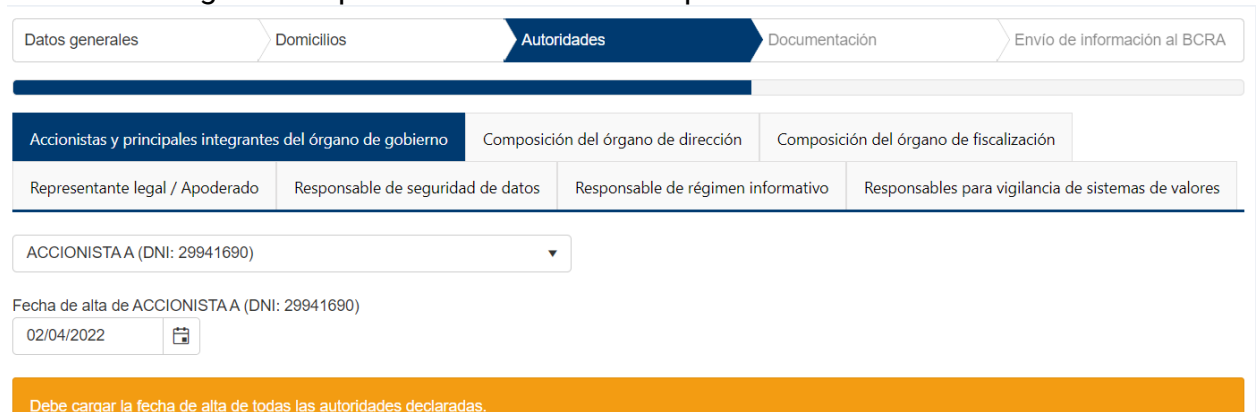 Datos generales
Domicilios
Autoridades
Documentación
Envío de información al BCRA
Accionistas y principales integrantes del órgano de gobierno
Composición del órgano de dirección
Composición del órgano de fiscalización
Representante legal / Apoderado
Responsable de seguridad de datos
Responsable de régimen informativo
Responsables para vigilancia de sistemas de valores
ACCIONISTA A (DNI: 29941690)
Fecha de alta de ACCIONISTA A (DNI: 29941690)
02/04/2022
Debe cargar la fecha de alta de todas las autoridades declaradas.